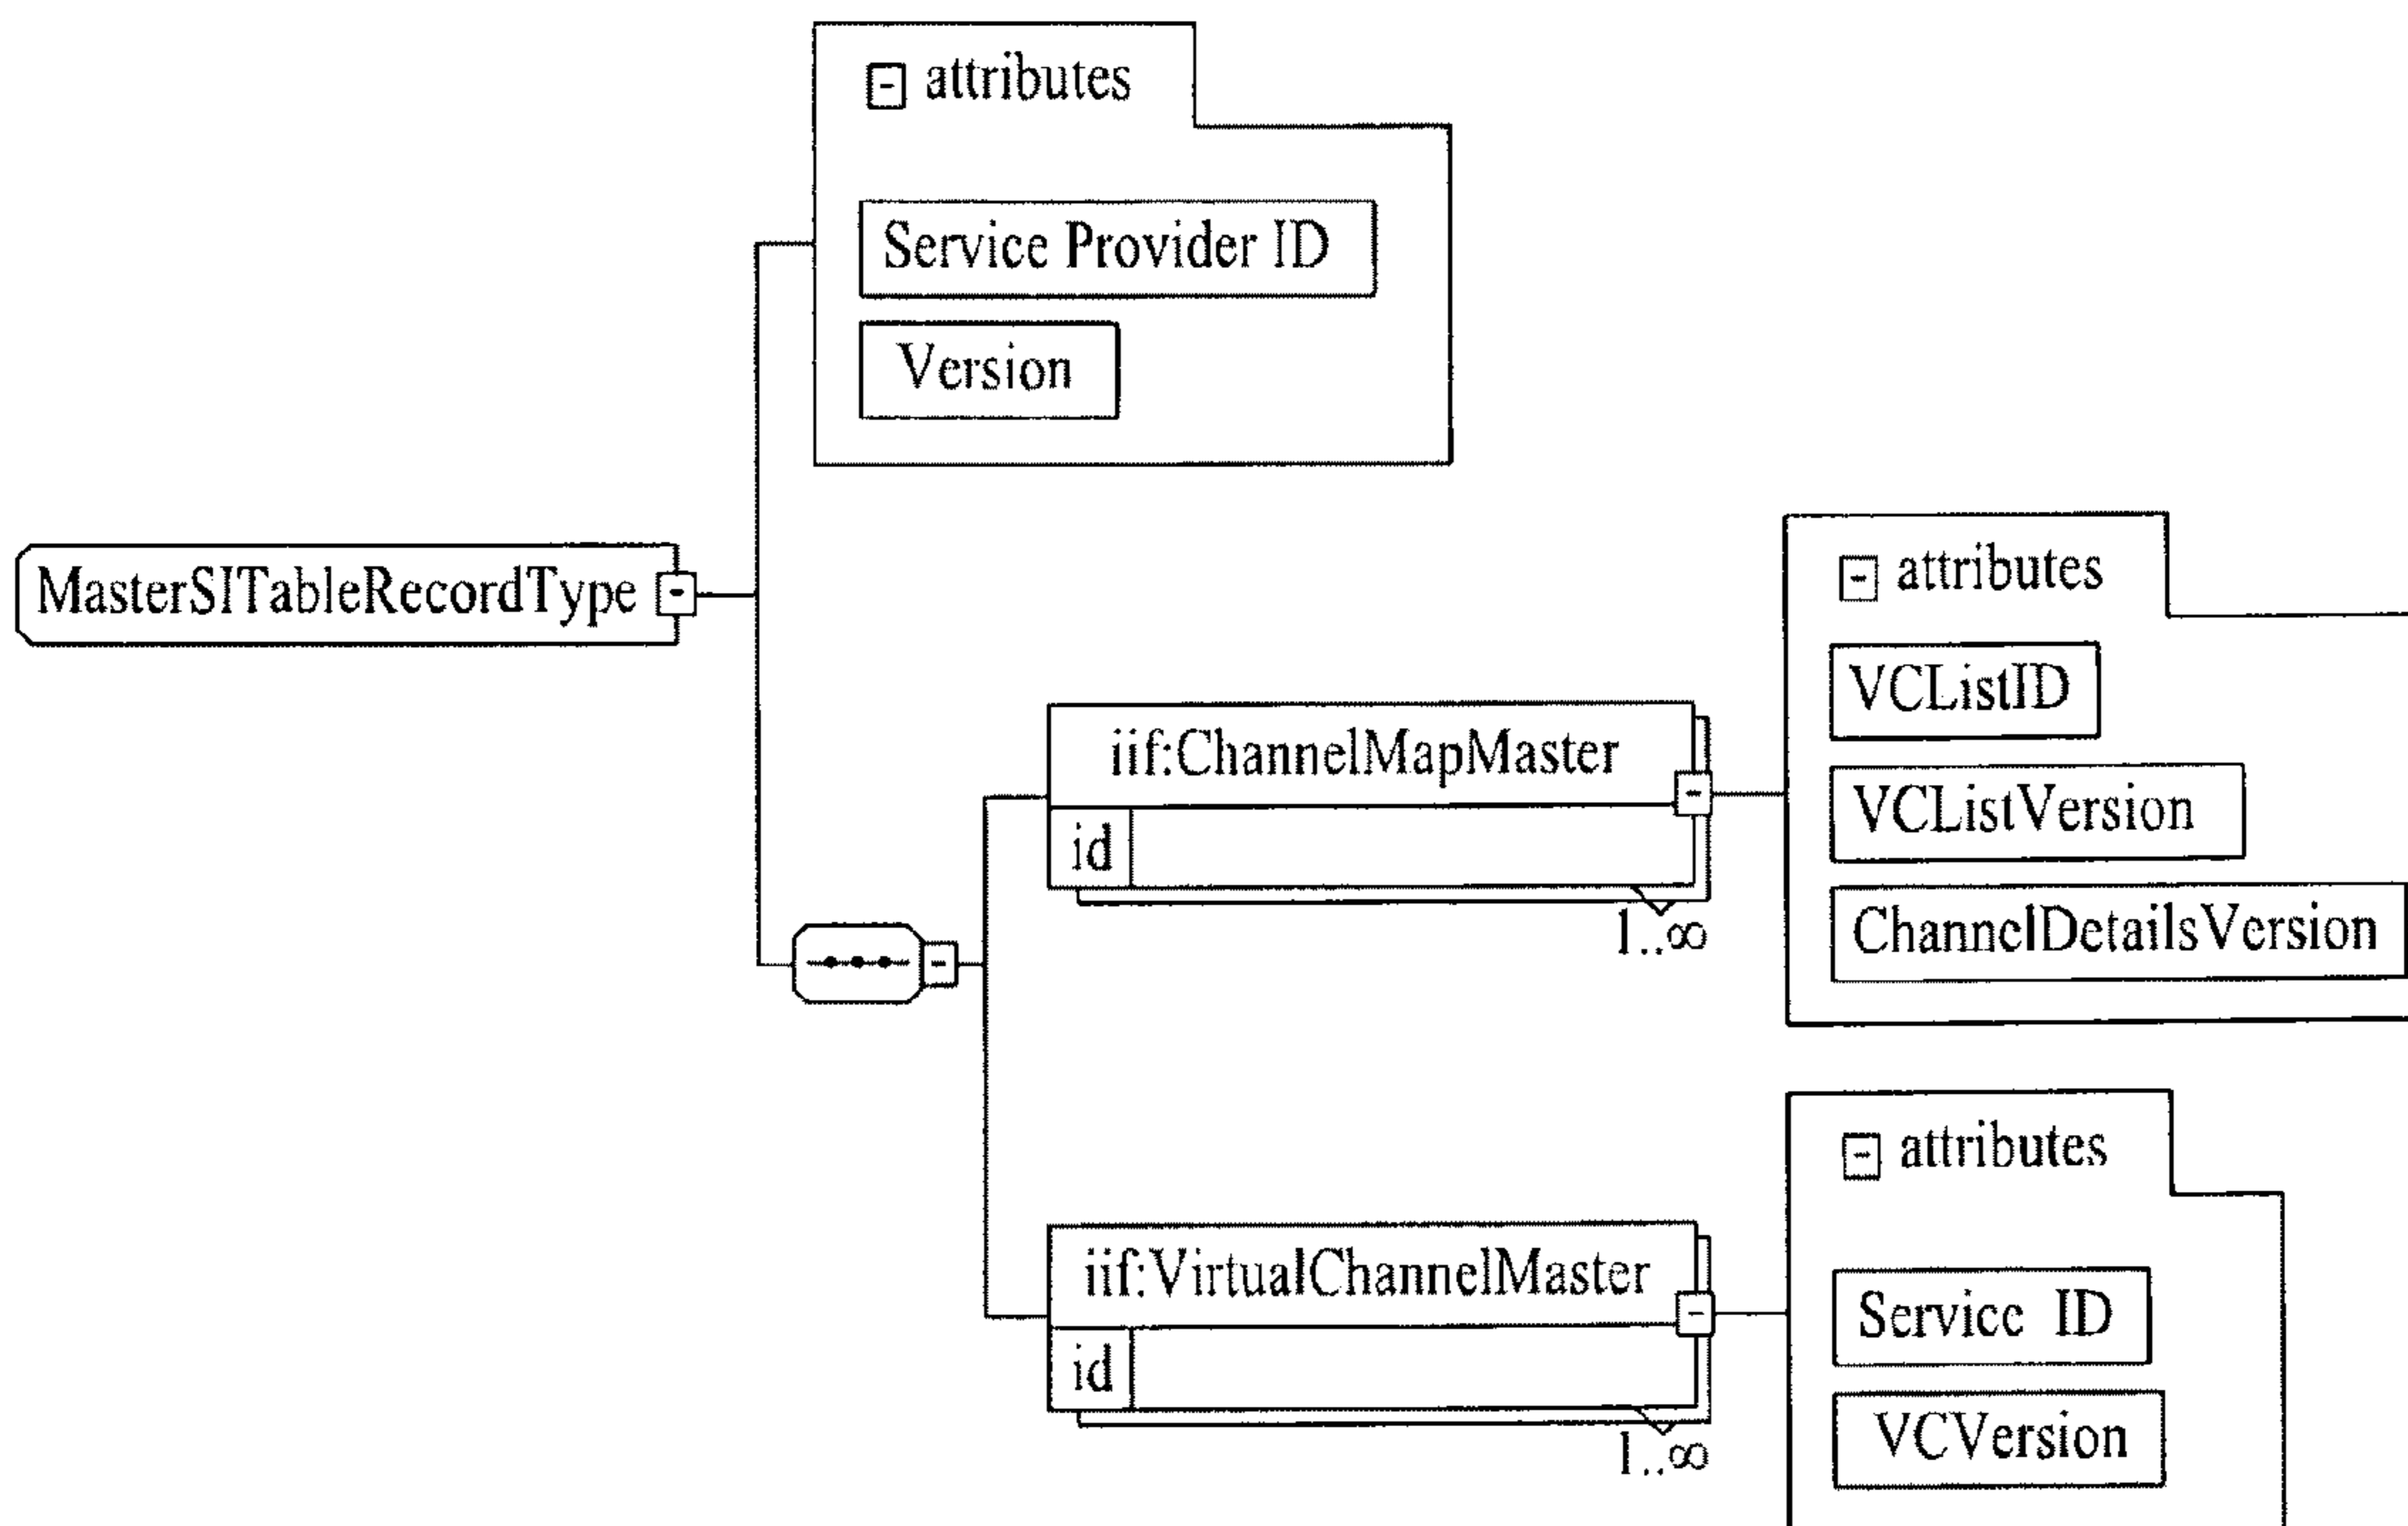 attributes
Service Provider ID
Version
MasterSITableRecordType
attributes
VCListID
VCListVersion
ChannelDetailsVersion
iif:ChannelMapMaster
id
1..∞
attributes
Service ID
VCVersion
iif:VirtualChannelMaster
id
1..∞